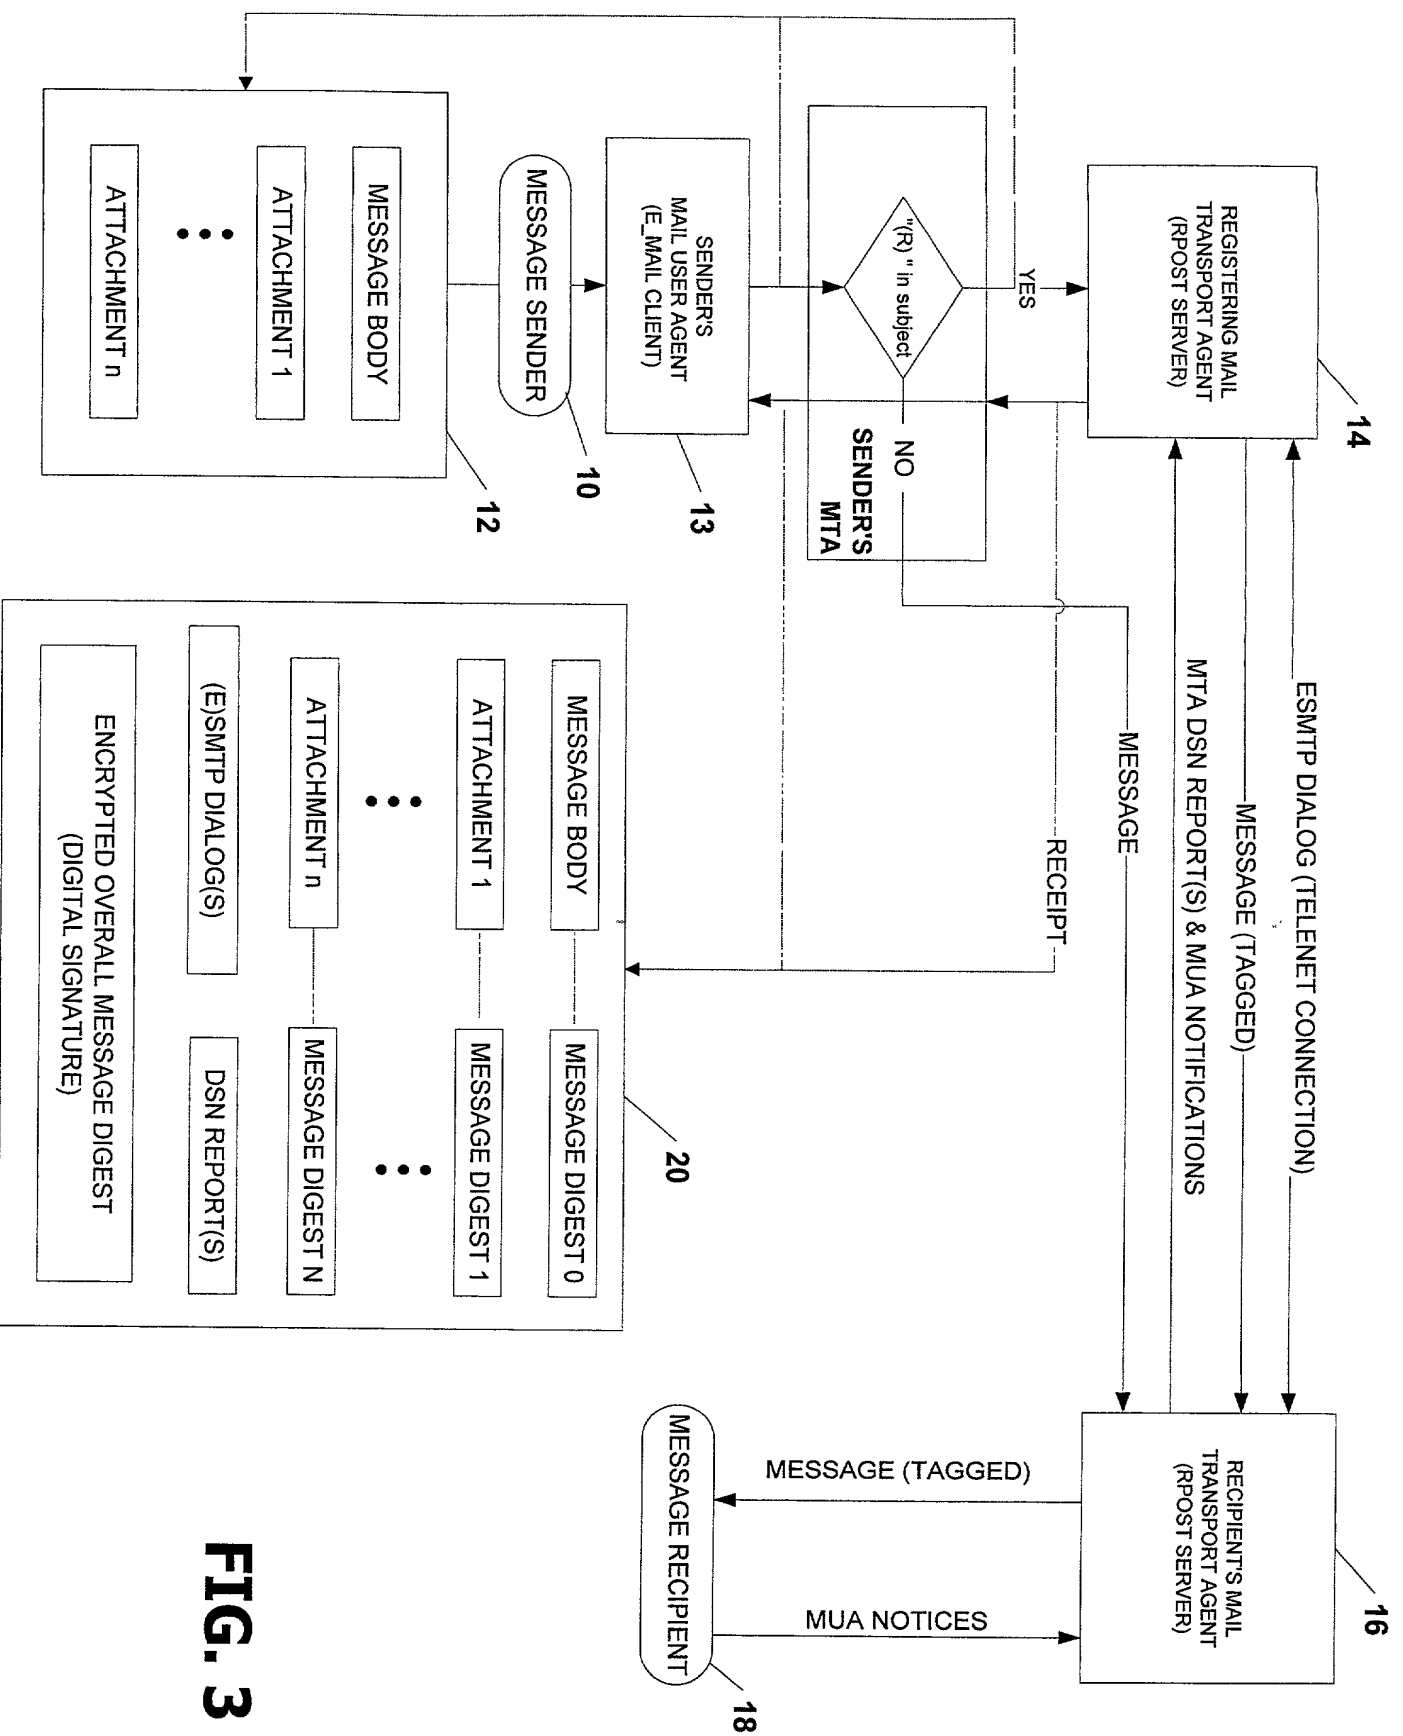 REGISTERING MAIL
TRANSPORT AGENT
(RPOST SERVER)
14
ESMTP DIALOG (TELENET CONNECTION)
MESSAGE (TAGGED)
MTA DSN REPORT(S) & MUA NOTIFICATIONS
MESSAGE
RECEIPT
RECIPIENT'S MAIL
TRANSPORT AGENT
(RPOST SERVER)
16
YES
"(R) " in subject
NO
SENDER'S
MTA
SENDER'S
MAIL USER AGENT
(E_MAIL CLIENT)
13
MESSAGE SENDER
10
MESSAGE BODY
ATTACHMENT 1
ATTACHMENT n
12
MESSAGE (TAGGED)
MUA NOTICES
MESSAGE RECIPIENT
18
20
MESSAGE BODY
MESSAGE DIGEST 0
ATTACHMENT 1
MESSAGE DIGEST 1
ATTACHMENT n
MESSAGE DIGEST N
(E)SMTP DIALOG(S)
DSN REPORT(S)
ENCRYPTED OVERALL MESSAGE DIGEST
(DIGITAL SIGNATURE)
FIG. 3